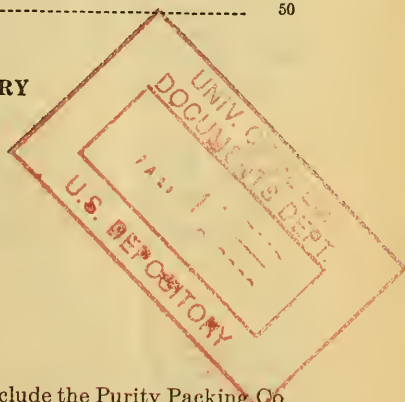 50
RY
UNIV. OF
DOCUMENTS DEPT.
U.S. DEPOSITORY
clude the Purity Packing Co